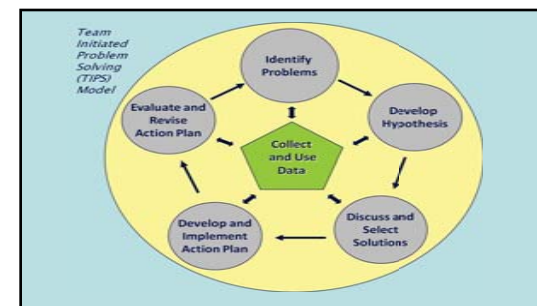 Team
Initiated
Problem
Solving
(TIPS)
Model
Identify
Problems
Develop
Hypothesis
Discuss and
Select
Solutions
Develop and
Implement
Action Plan
Evaluate and
Revise
Action Plan
Collect
and Use
Data